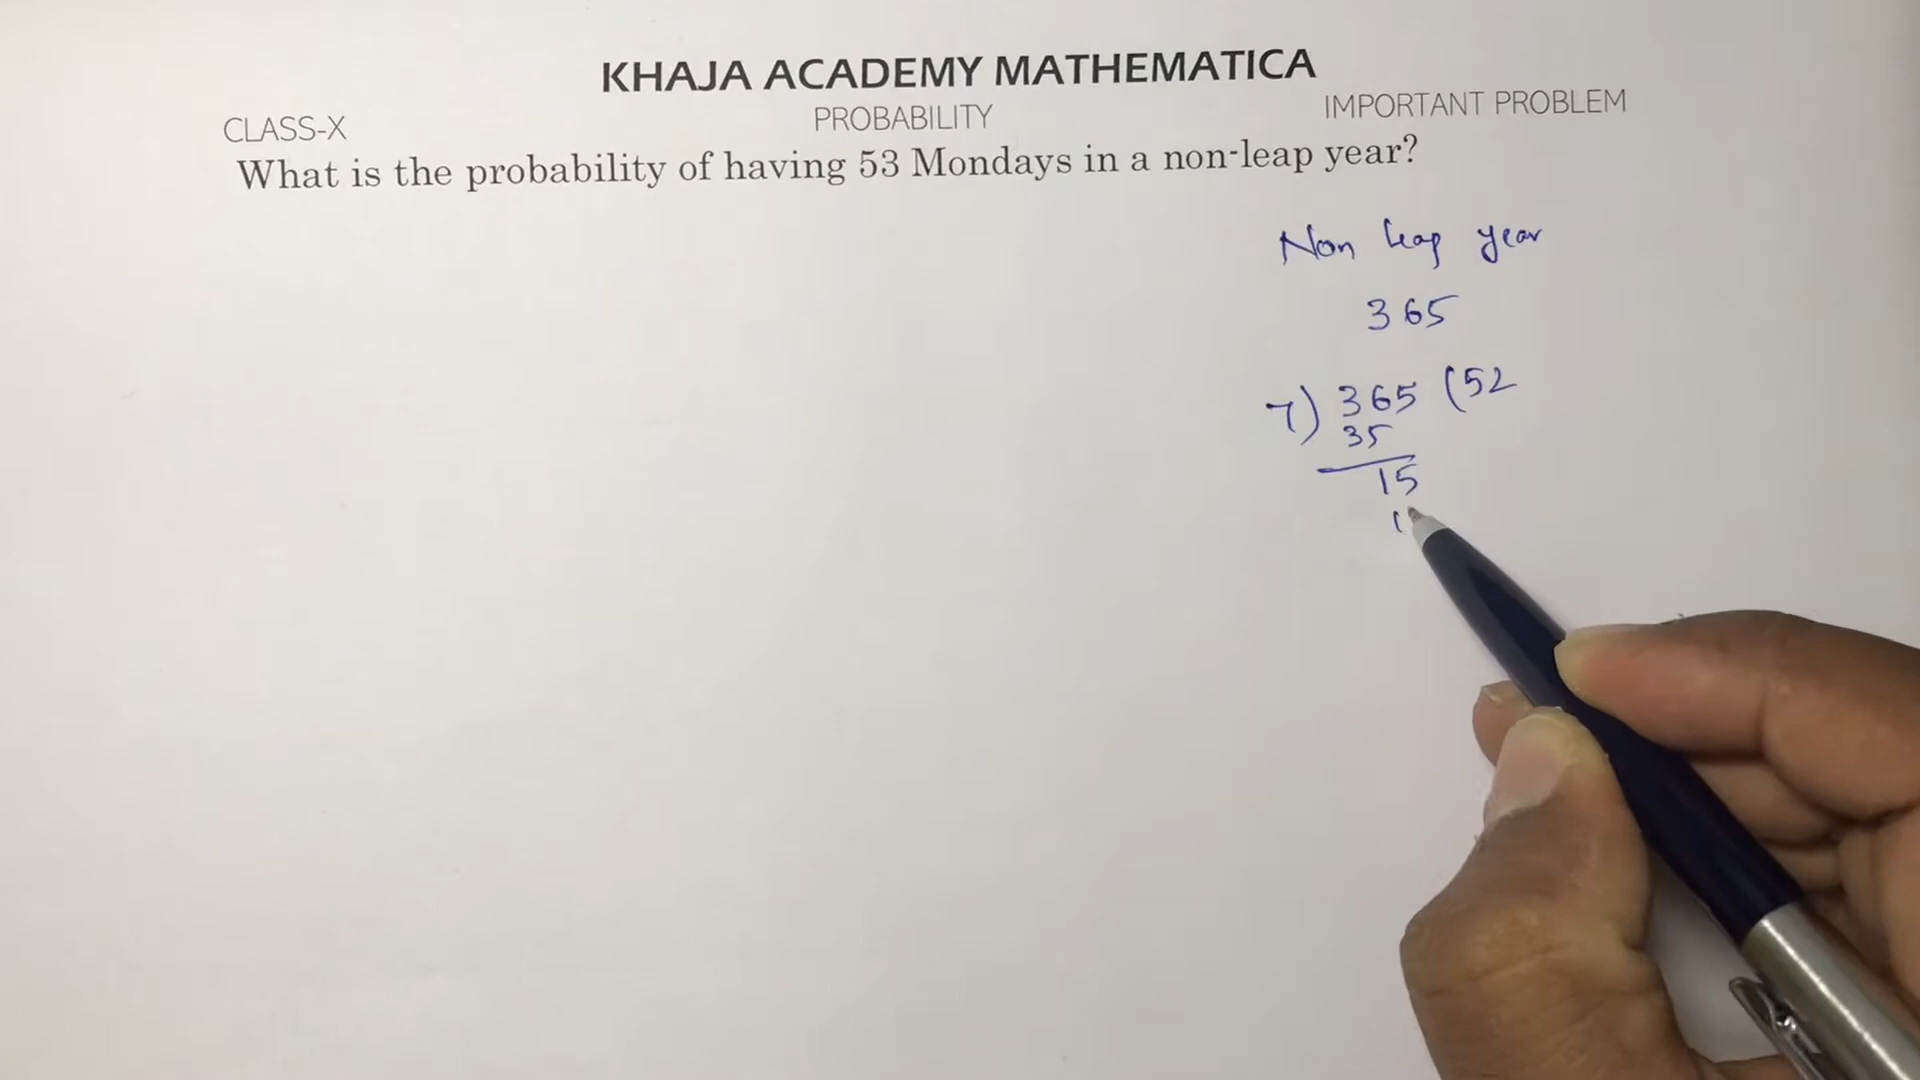 KHAJA ACADEMY MATHEMATICA
CLASS-X PROBABILITY IMPORTANT PROBLEM
What is the probability of having 53 Mondays in a non-leap year?
Non leap year
365
7) 365 (52
35
15